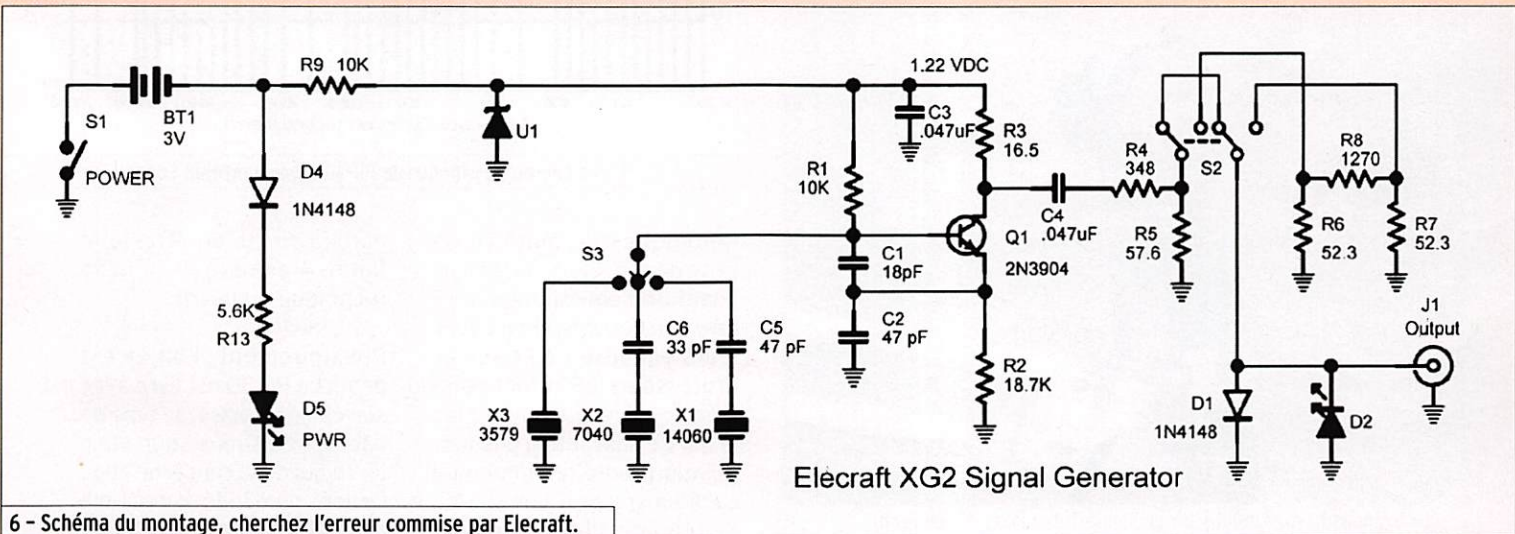 R9 10K
BT1
3V
S1
POWER
D4
1N4148
5.6K
R13
D5
PWR
U1
1.22 VDC
C3
.047uF
R3
16.5
R1
10K
S3
C1
18pF
C2
47 pF
C6
33 pF
C5
47 pF
X3
3579
X2
7040
X1
14060
Q1
2N3904
R2
18.7K
C4
.047uF
R4
348
R5
57.6
S2
R8
1270
R6
52.3
R7
52.3
J1
Output
D1
1N4148
D2
Elecraft XG2 Signal Generator
6 – Schéma du montage, cherchez l'erreur commise par Elecraft.